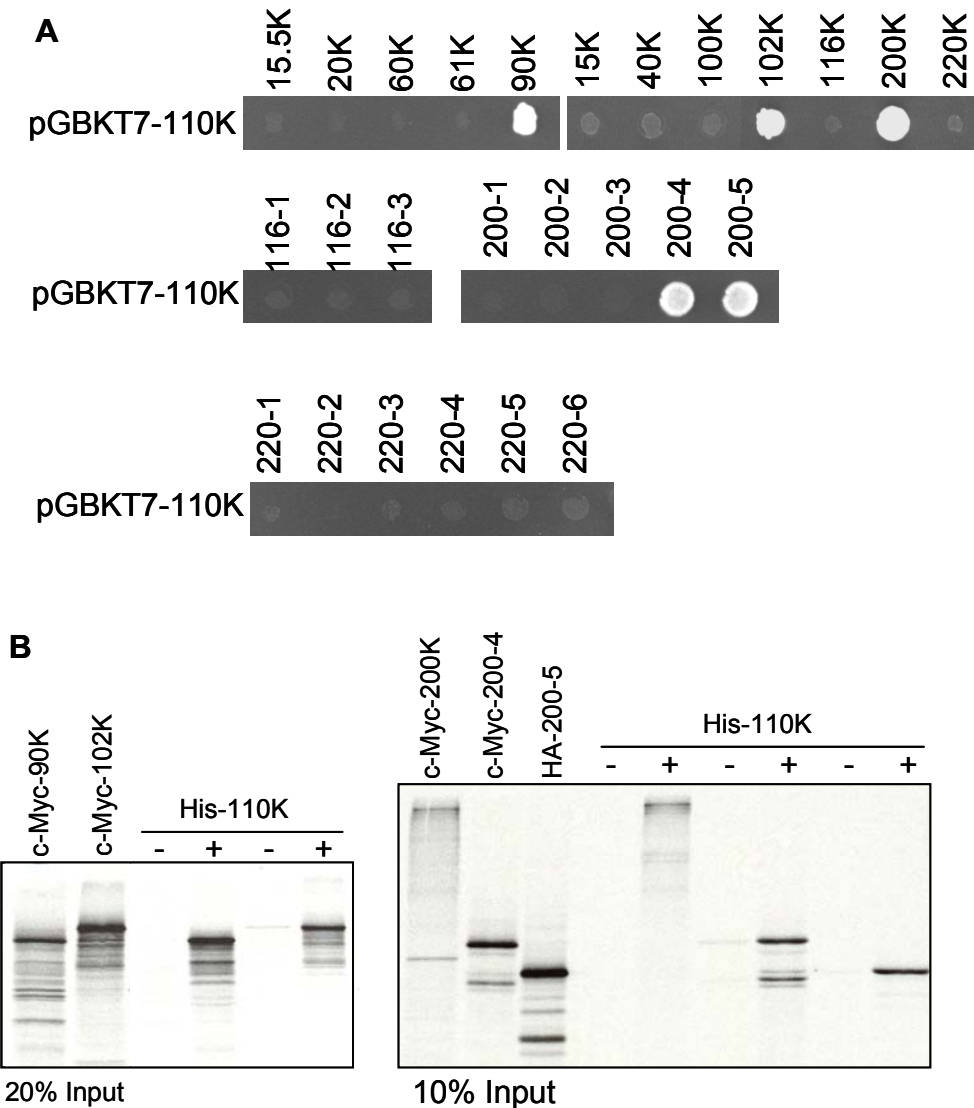 A
15.5K 20K 60K 61K 90K 15K 40K 100K 102K 116K 200K 220K
pGBKT7-110K
116-1 116-2 116-3 200-1 200-2 200-3 200-4 200-5
pGBKT7-110K
220-1 220-2 220-3 220-4 220-5 220-6
pGBKT7-110K
B
c-Myc-90K c-Myc-102K
His-110K
- + - +
20% Input
c-Myc-200K c-Myc-200-4 HA-200-5
His-110K
- + - + - +
10% Input